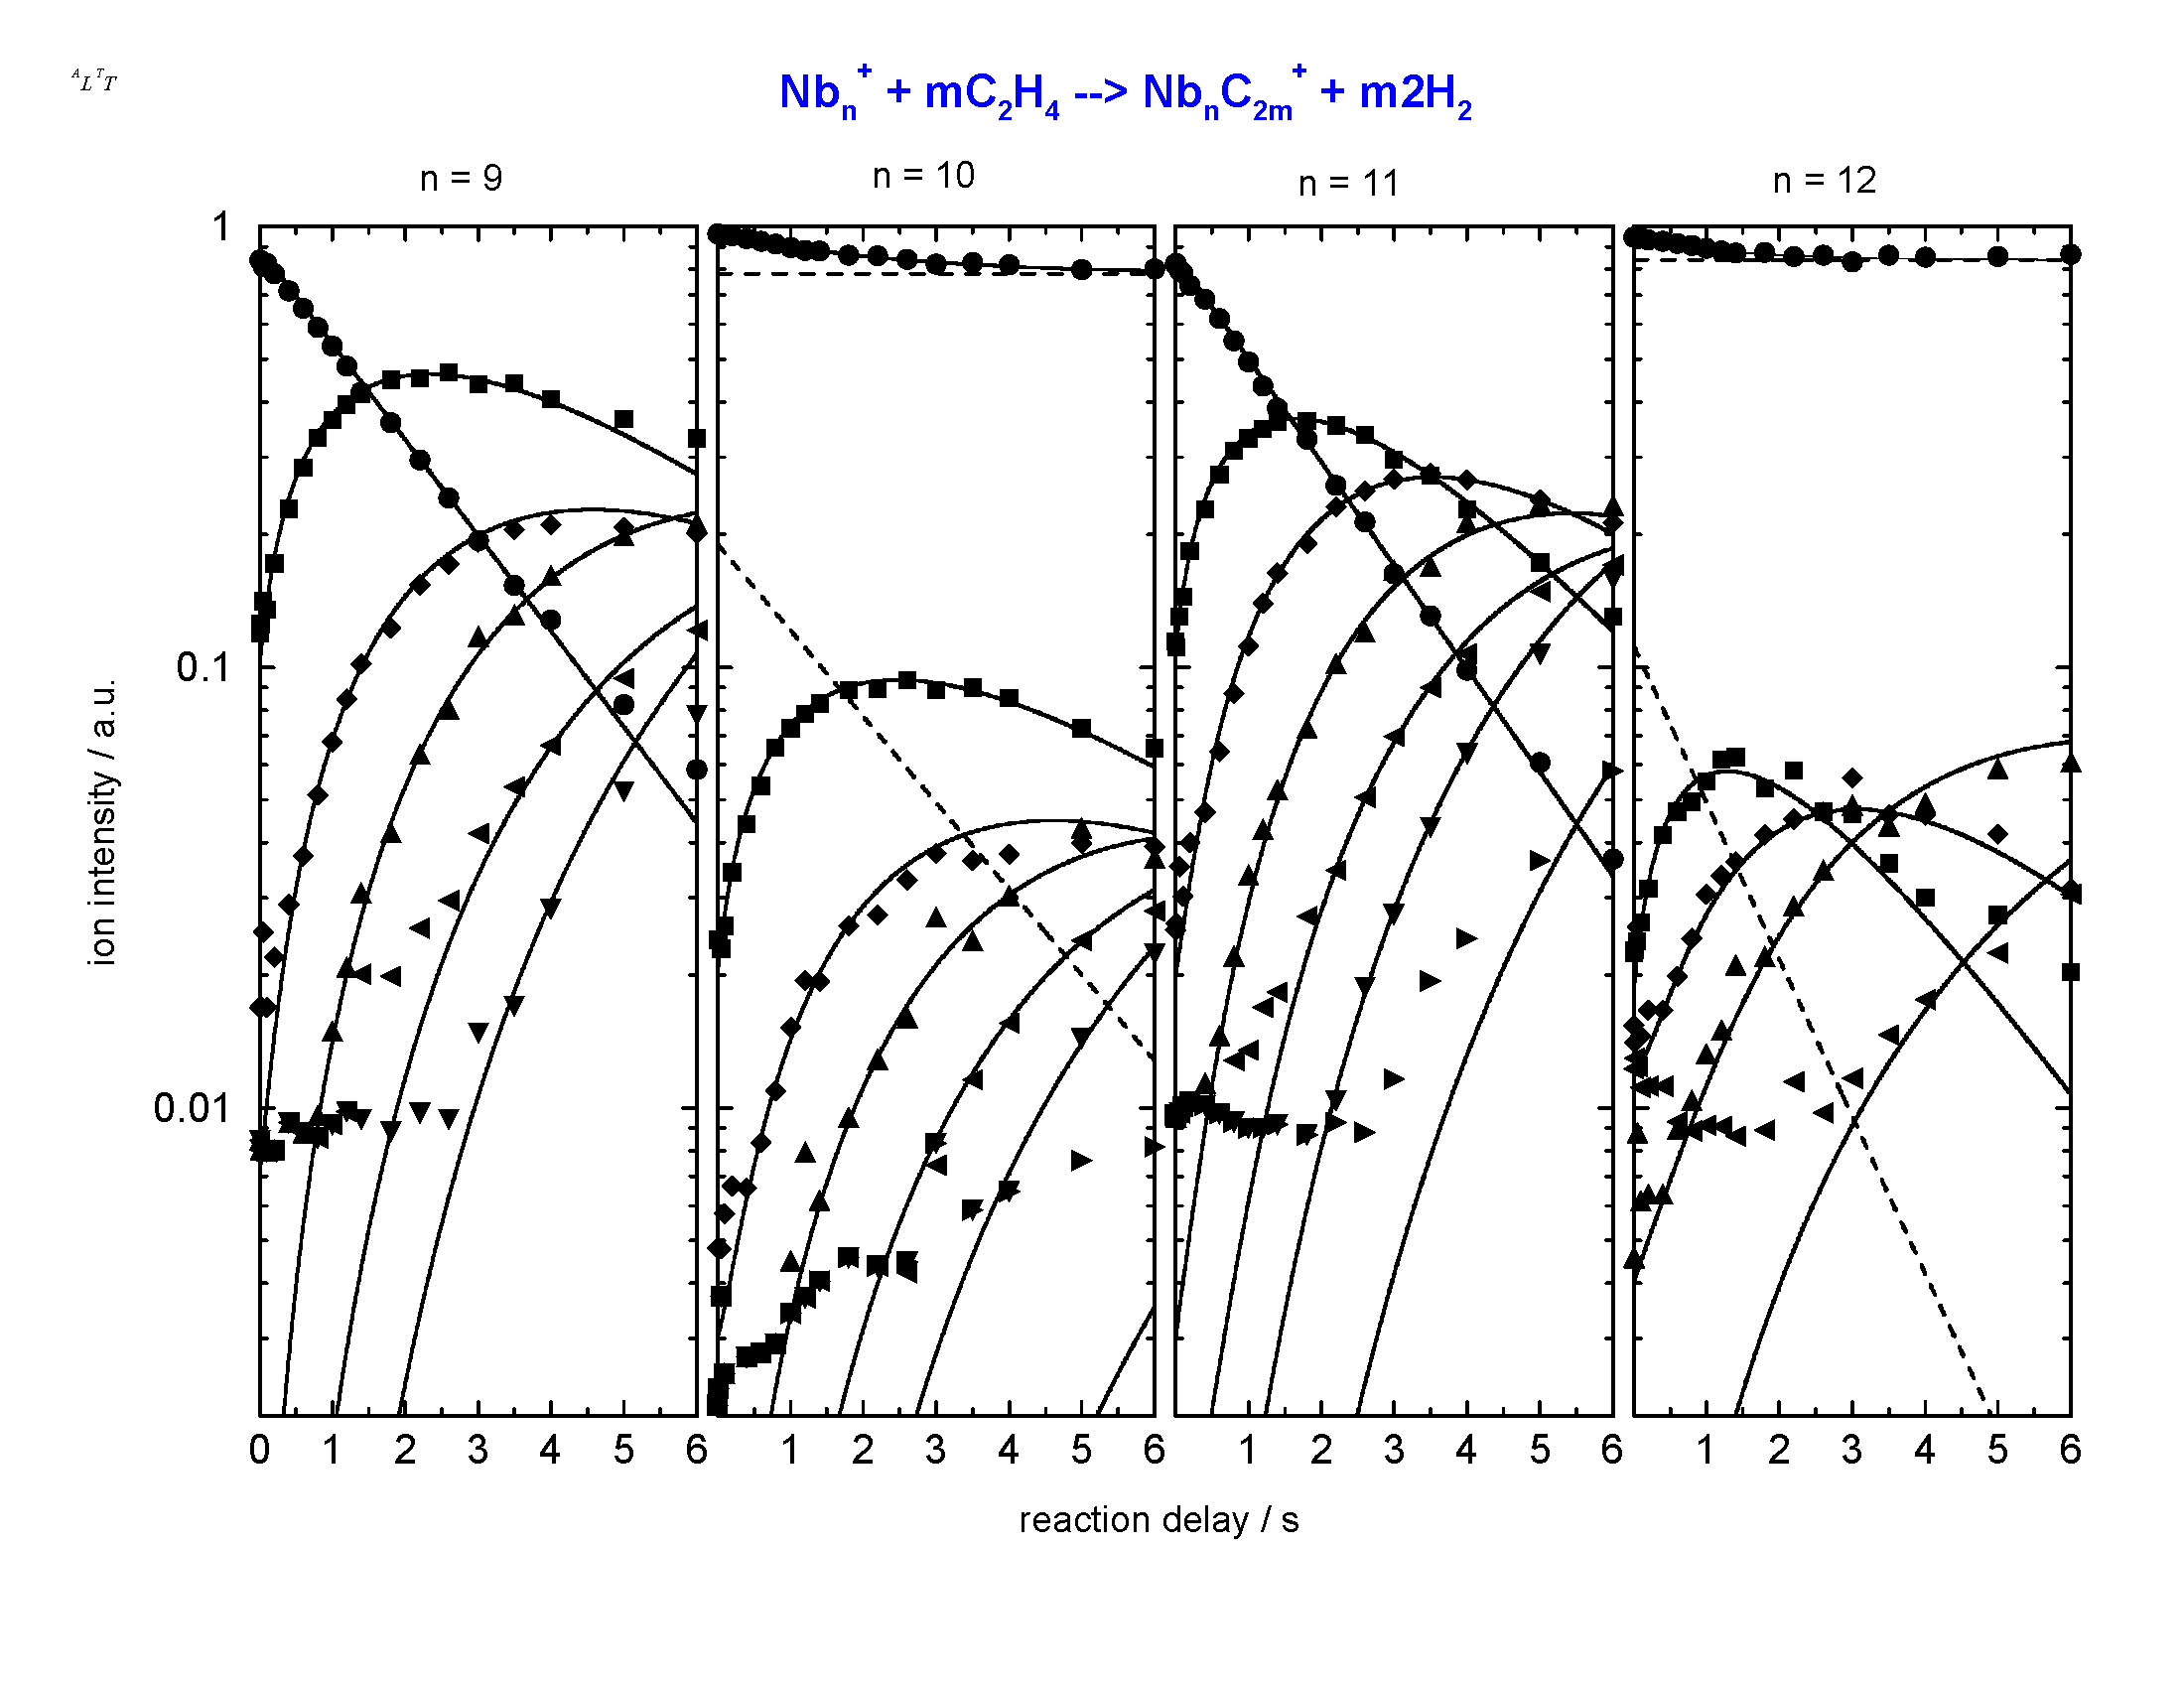 A L T T
Nbn+ + mC2H4 --> NbnC2m+ + m2H2
n = 9 n = 10 n = 11 n = 12
1
0.1
0.01
ion intensity / a.u.
0 1 2 3 4 5 6 1 2 3 4 5 6 1 2 3 4 5 6 1 2 3 4 5 6
reaction delay / s